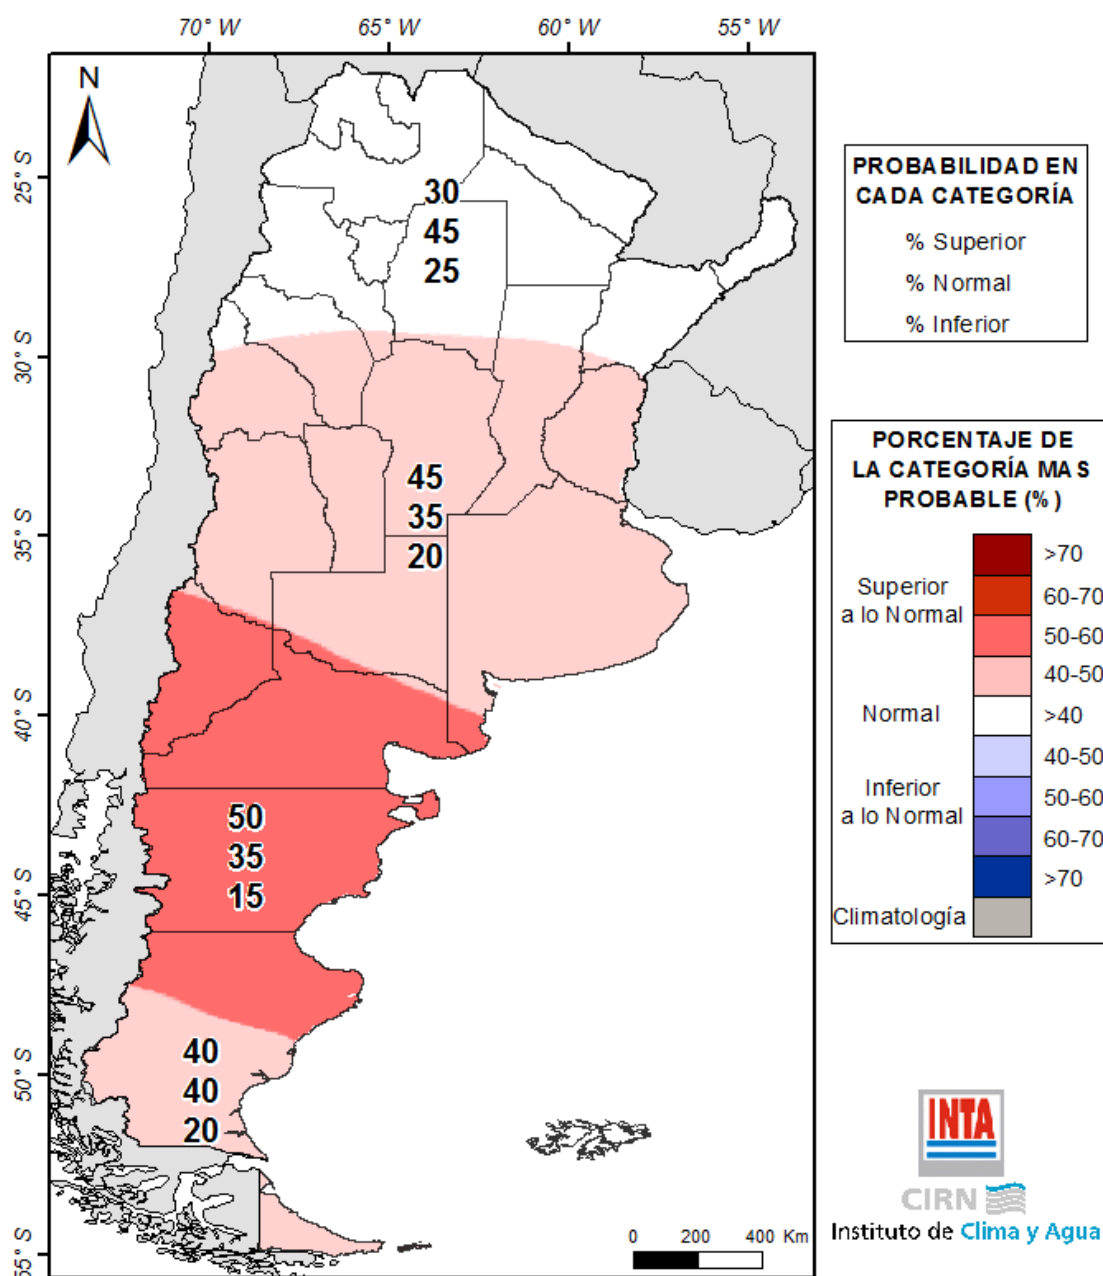 70° W
65° W
60° W
55° W
N
25° S
30° S
35° S
40° S
45° S
50° S
55° S
30
45
25
45
35
20
50
35
15
40
40
20
0 200 400 Km
PROBABILIDAD EN
CADA CATEGORÍA
% Superior
% Normal
% Inferior
PORCENTAJE DE
LA CATEGORÍA MAS
PROBABLE (%)
Superior
a lo Normal
>70
60-70
50-60
40-50
Normal
>40
Inferior
a lo Normal
40-50
50-60
60-70
>70
Climatología
INTA
CIRN
Instituto de Clima y Agua